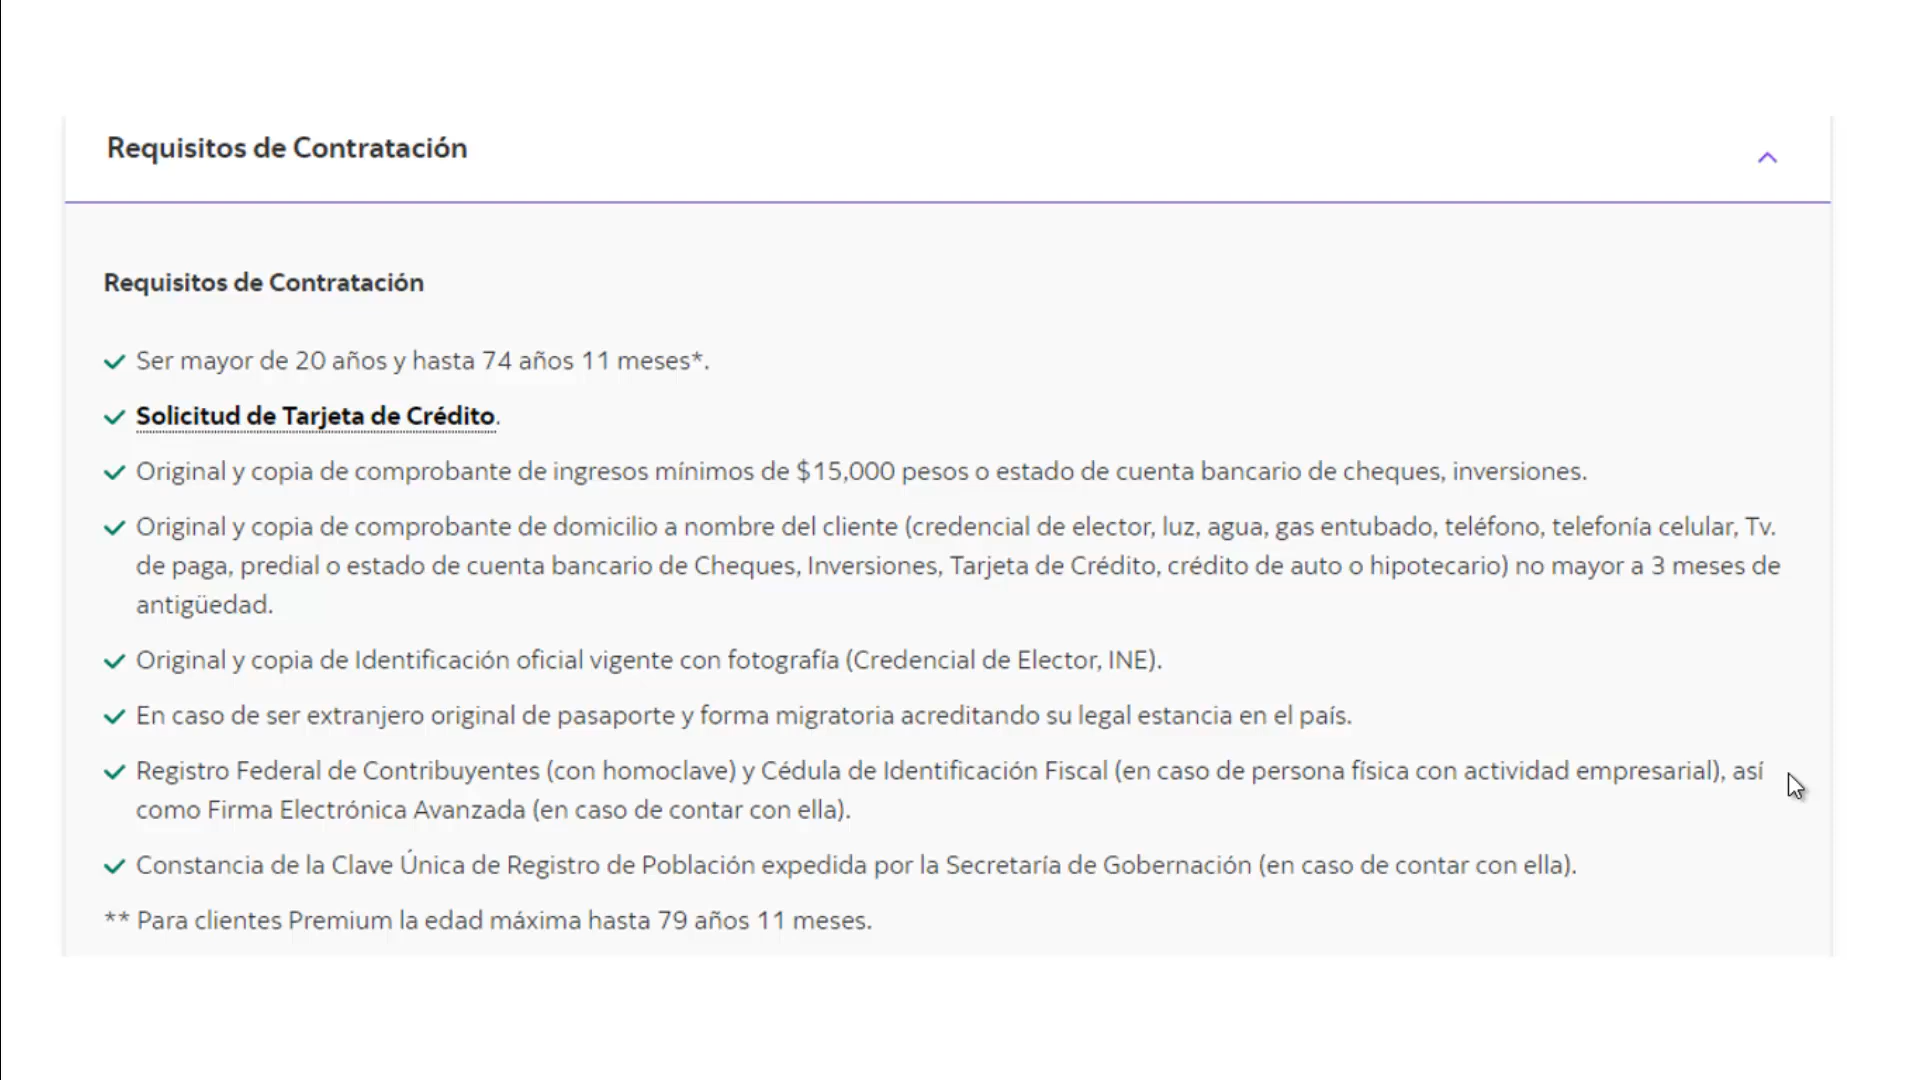 Requisitos de Contratación
Requisitos de Contratación
Ser mayor de 20 años y hasta 74 años 11 meses*.
Solicitud de Tarjeta de Crédito.
Original y copia de comprobante de ingresos mínimos de $15,000 pesos o estado de cuenta bancario de cheques, inversiones.
Original y copia de comprobante de domicilio a nombre del cliente (credencial de elector, luz, agua, gas entubado, teléfono, telefonía celular, Tv.
de paga, predial o estado de cuenta bancario de Cheques, Inversiones, Tarjeta de Crédito, crédito de auto o hipotecario) no mayor a 3 meses de
antigüedad.
Original y copia de Identificación oficial vigente con fotografía (Credencial de Elector, INE).
En caso de ser extranjero original de pasaporte y forma migratoria acreditando su legal estancia en el país.
Registro Federal de Contribuyentes (con homoclave) y Cédula de Identificación Fiscal (en caso de persona física con actividad empresarial), así
como Firma Electrónica Avanzada (en caso de contar con ella).
Constancia de la Clave Única de Registro de Población expedida por la Secretaría de Gobernación (en caso de contar con ella).
** Para clientes Premium la edad máxima hasta 79 años 11 meses.